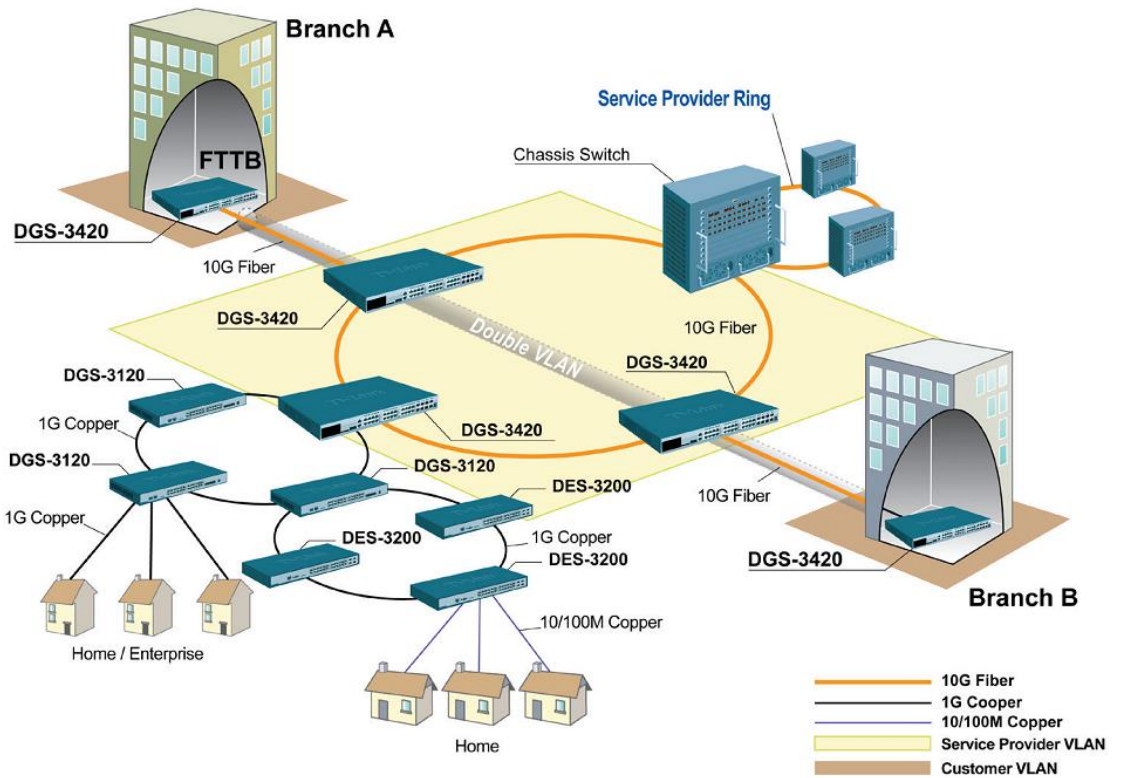 Branch A
Service Provider Ring
Chassis Switch
FTTB
DGS-3420
10G Fiber
DGS-3420
10G Fiber
Double VLAN
DGS-3420
DGS-3120
1G Copper
DGS-3420
DGS-3120
DGS-3120
10G Fiber
DES-3200
1G Copper
1G Copper
DES-3200
DES-3200
DGS-3420
Branch B
10/100M Copper
Home / Enterprise
Home
10G Fiber
1G Cooper
10/100M Copper
Service Provider VLAN
Customer VLAN